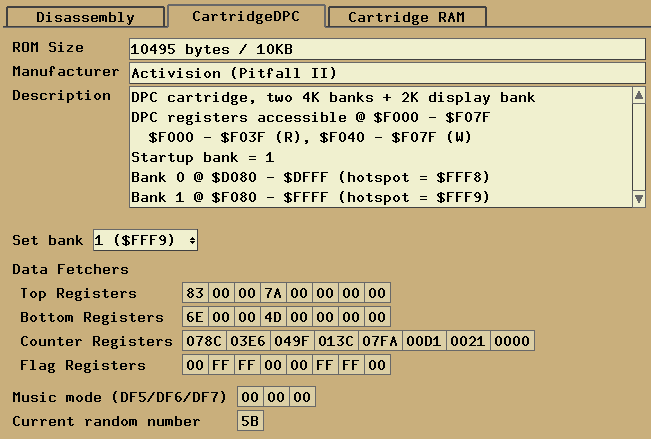 Disassembly CartridgeDPC Cartridge RAM
ROM Size 10495 bytes / 10KB
Manufacturer Activision (Pitfall II)
Description DPC cartridge, two 4K banks + 2K display bank
DPC registers accessible @ $F000 - $F07F
$F000 - $F03F (R), $F040 - $F07F (W)
Startup bank = 1
Bank 0 @ $D080 - $DFFF (hotspot = $FFF8)
Bank 1 @ $F080 - $FFFF (hotspot = $FFF9)
Set bank 1 ($FFF9)
Data Fetchers
Top Registers 83 00 00 7A 00 00 00 00
Bottom Registers 6E 00 00 4D 00 00 00 00
Counter Registers 078C 03E6 049F 013C 07FA 00D1 0021 0000
Flag Registers 00 FF FF 00 00 FF FF 00
Music mode (DF5/DF6/DF7) 00 00 00
Current random number 5B